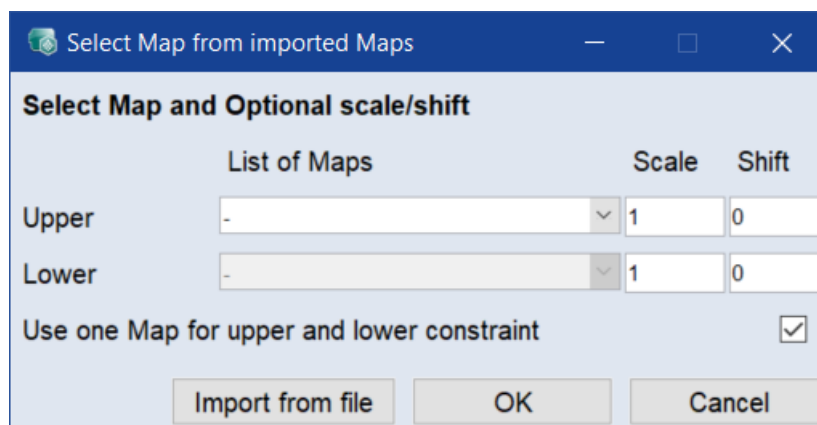 Select Map from imported Maps
Select Map and Optional scale/shift
List of Maps Scale Shift
Upper - 1 0
Lower - 1 0
Use one Map for upper and lower constraint
Import from file OK Cancel